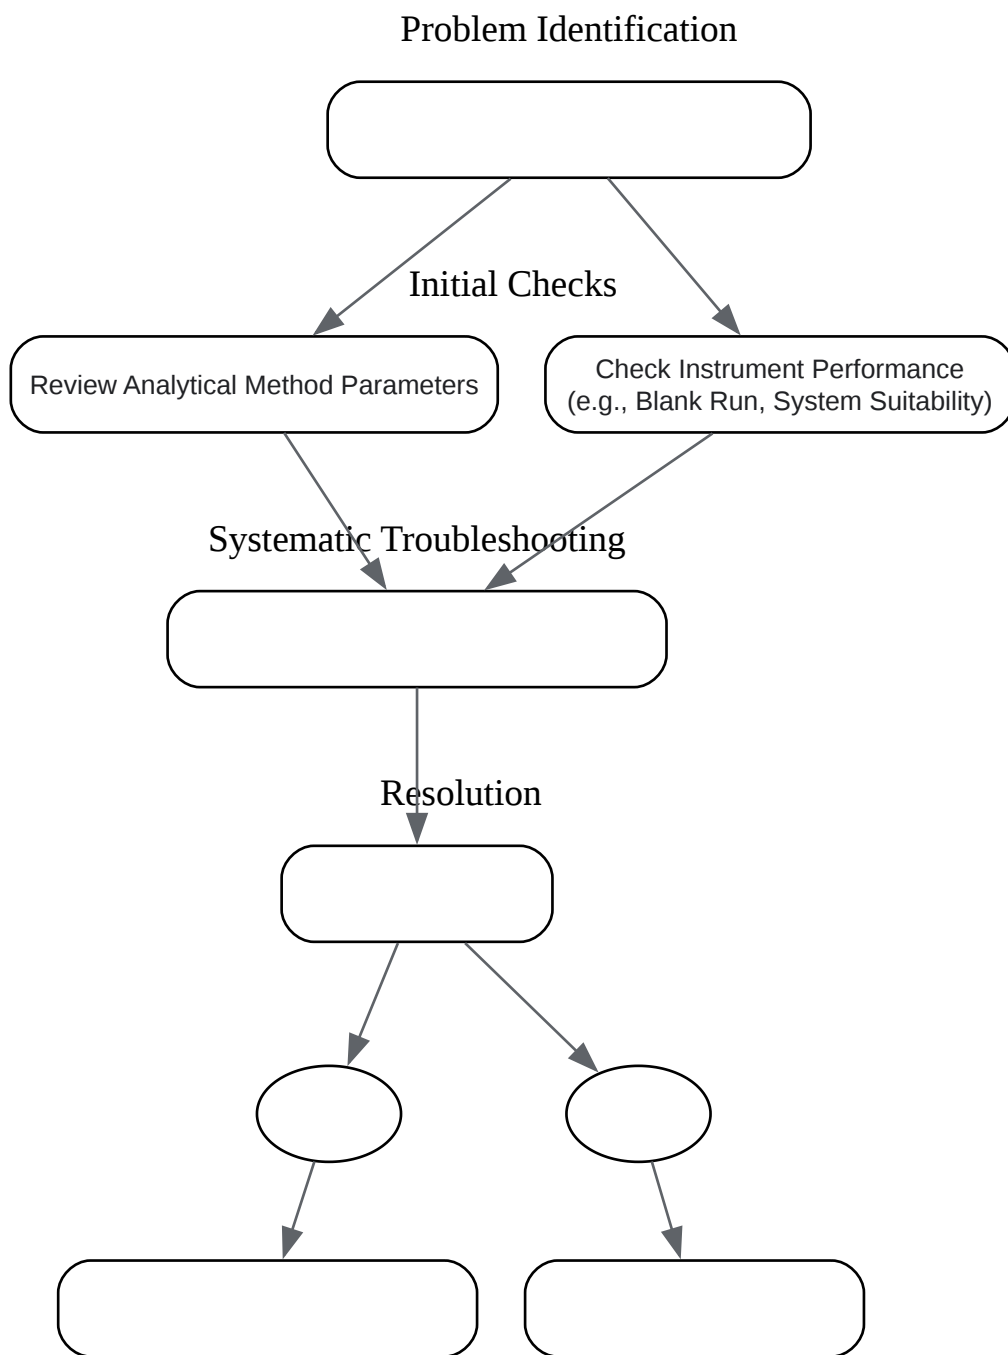 Problem Identification
Initial Checks
Review Analytical Method Parameters
Check Instrument Performance
(e.g., Blank Run, System Suitability)
Systematic Troubleshooting
Resolution